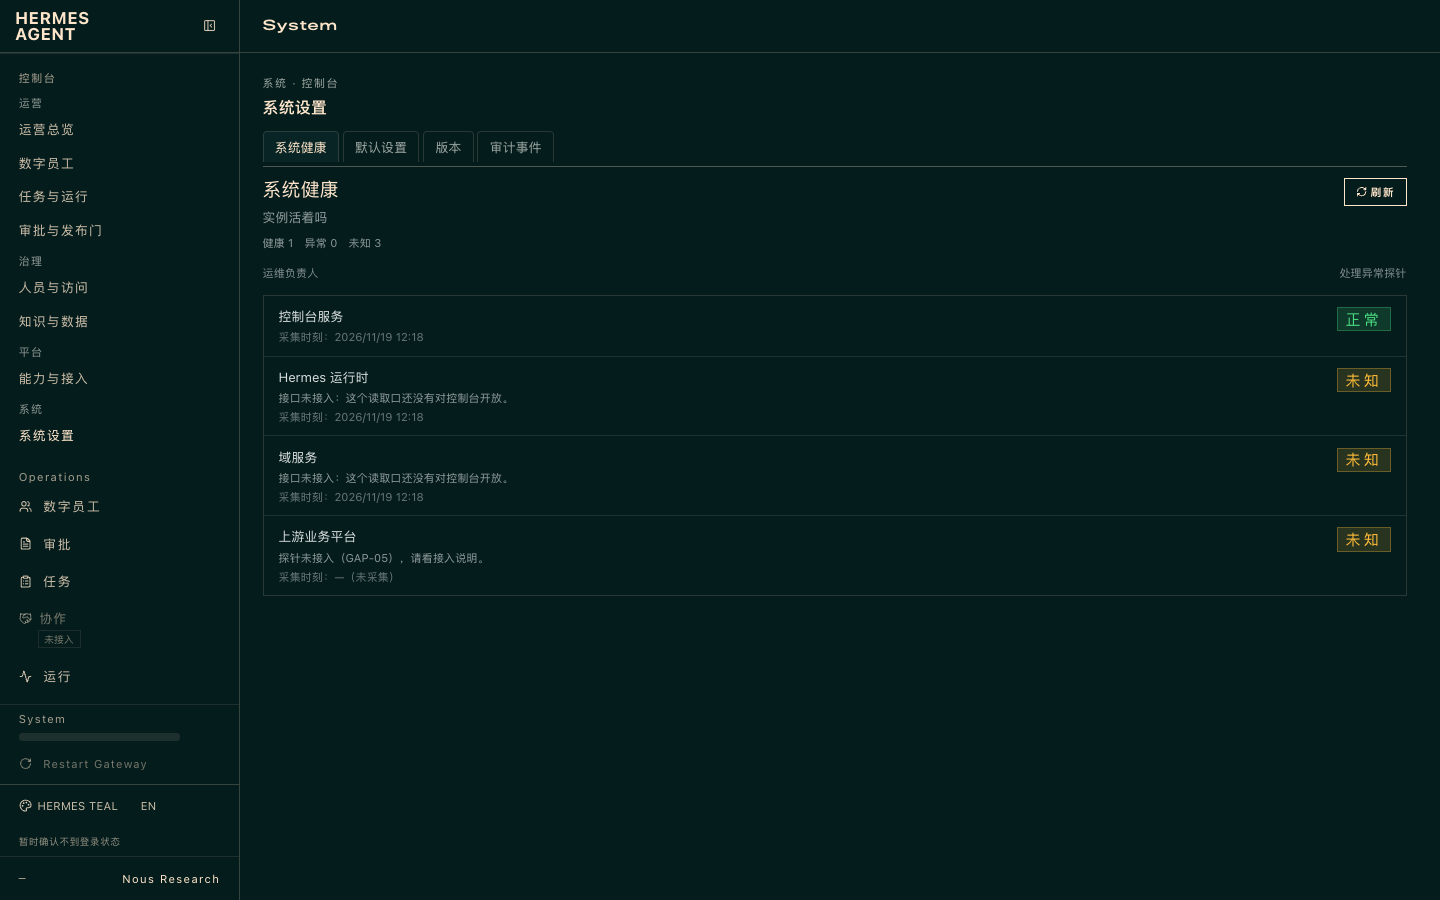 HERMES
AGENT
控制台
运营
运营总览
数字员工
任务与运行
审批与发布门
治理
人员与访问
知识与数据
平台
能力与接入
系统
系统设置
Operations
数字员工
审批
任务
协作
未接入
运行
System
Restart Gateway
HERMES TEAL EN
暂时确认不到登录状态
— Nous Research
System
系统 · 控制台
系统设置
系统健康 默认设置 版本 审计事件
系统健康
刷新
实例活着吗
健康 1 异常 0 未知 3
运维负责人 处理异常探针
控制台服务
正常
采集时刻：2026/11/19 12:18
Hermes 运行时
未知
接口未接入：这个读取口还没有对控制台开放。
采集时刻：2026/11/19 12:18
域服务
未知
接口未接入：这个读取口还没有对控制台开放。
采集时刻：2026/11/19 12:18
上游业务平台
未知
探针未接入（GAP-05），请看接入说明。
采集时刻：—（未采集）